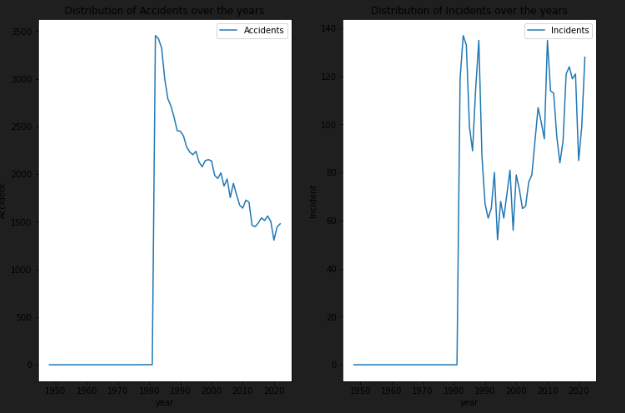 Distribution of Accidents over the years
Accidents
3500
3000
2500
2000
1500
1000
500
0
Accident
1950 1960 1970 1980 1990 2000 2010 2020
year
Distribution of Incidents over the years
Incidents
140
120
100
80
60
40
20
0
Incident
1950 1960 1970 1980 1990 2000 2010 2020
year